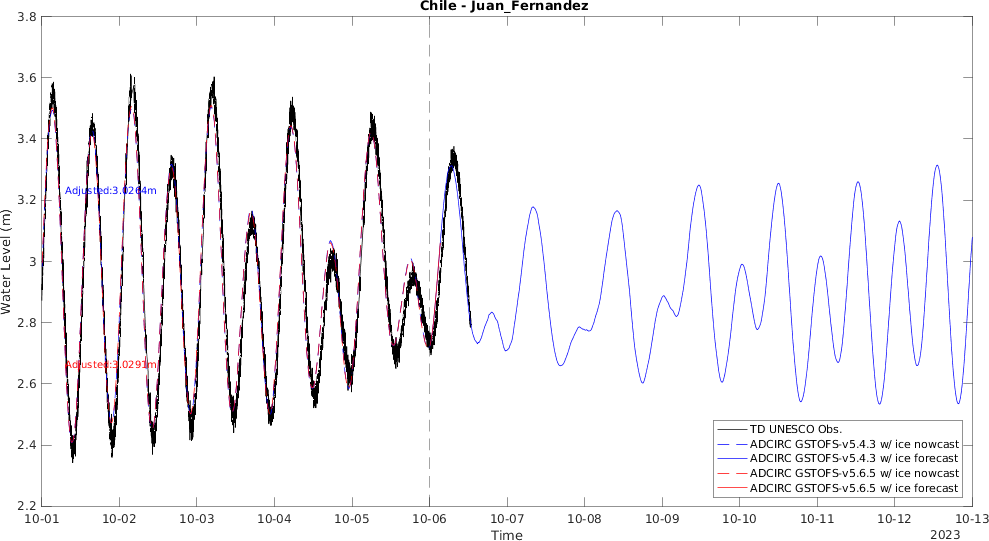 Chile - Juan_Fernandez
3.8
3.6
3.4
3.2
3
2.8
2.6
2.4
2.2
Water Level (m)
Adjusted:3.0264m
Adjusted:3.0291m
TD UNESCO Obs.
ADCIRC GSTOFS-v5.4.3 w/ ice nowcast
ADCIRC GSTOFS-v5.4.3 w/ ice forecast
ADCIRC GSTOFS-v5.6.5 w/ ice nowcast
ADCIRC GSTOFS-v5.6.5 w/ ice forecast
10-01 10-02 10-03 10-04 10-05 10-06 10-07 10-08 10-09 10-10 10-11 10-12 10-13
Time
2023